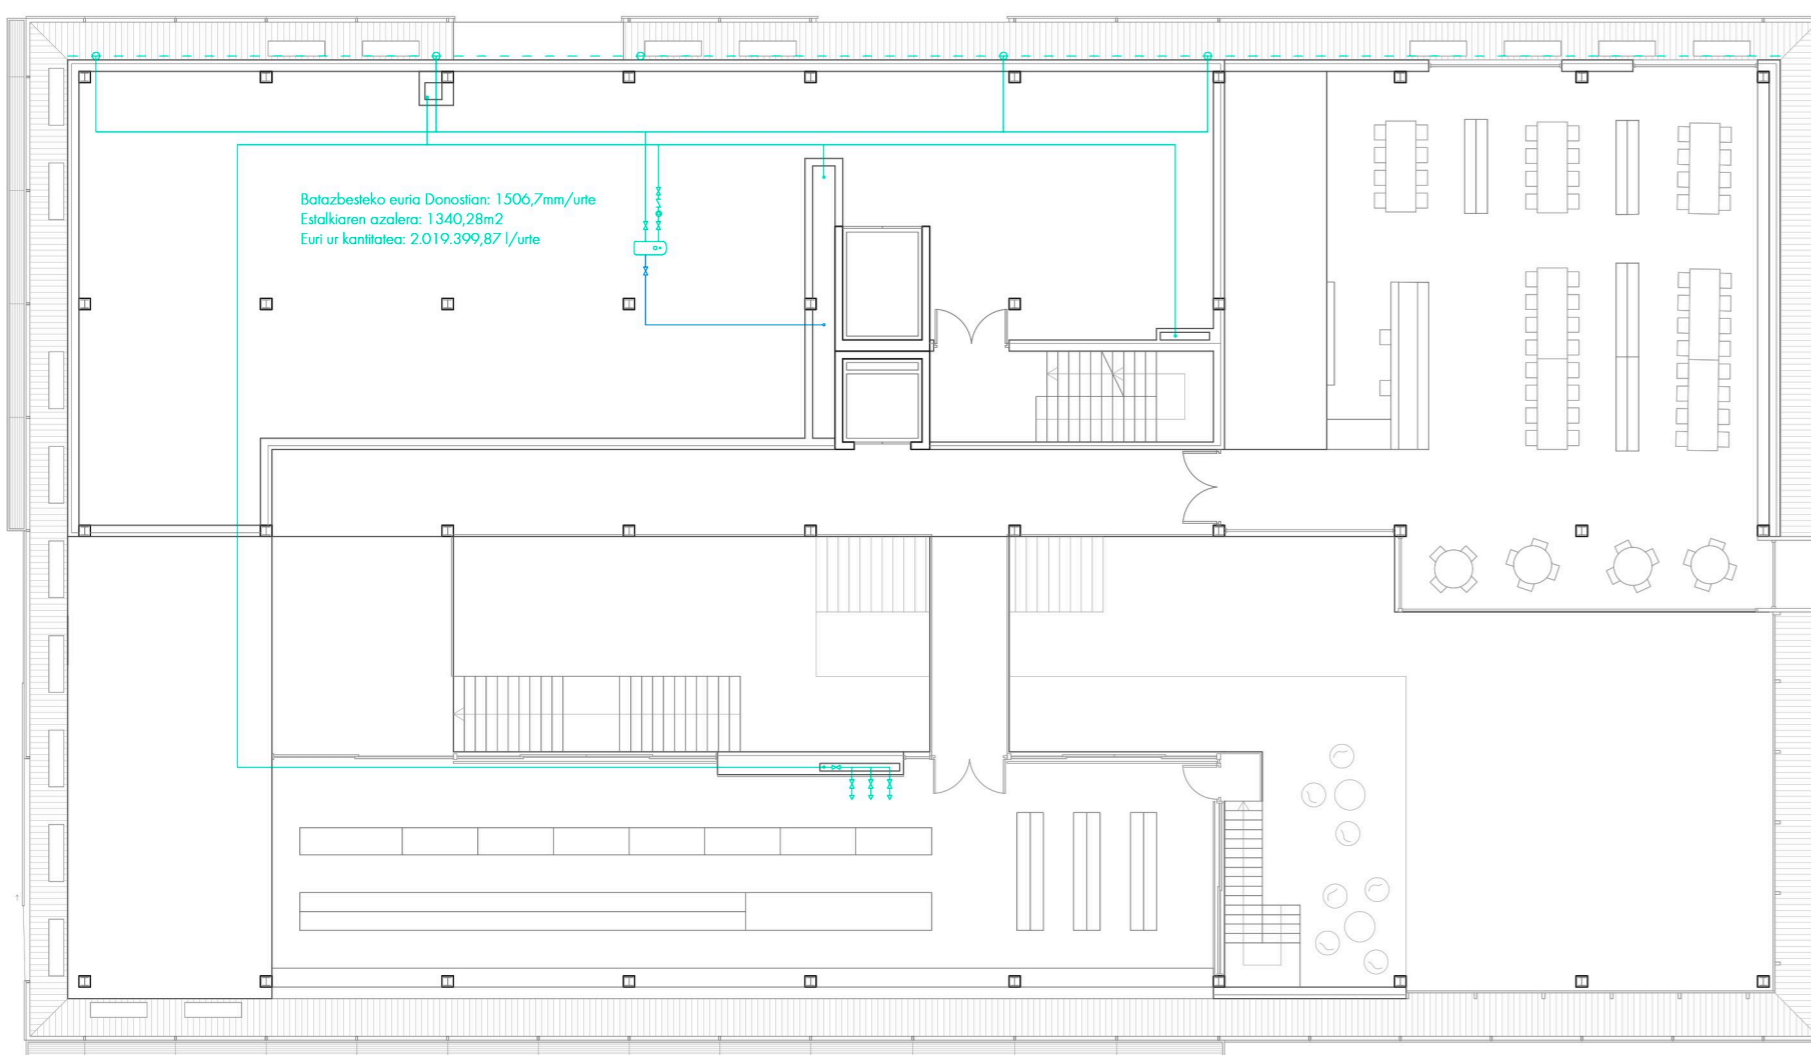 Batazbesteko euria Donostian: 1506,7mm/urte
Estalkiaren azalera: 1340,28m2
Euri ur kantitatea: 2.019.399,87 l/urte